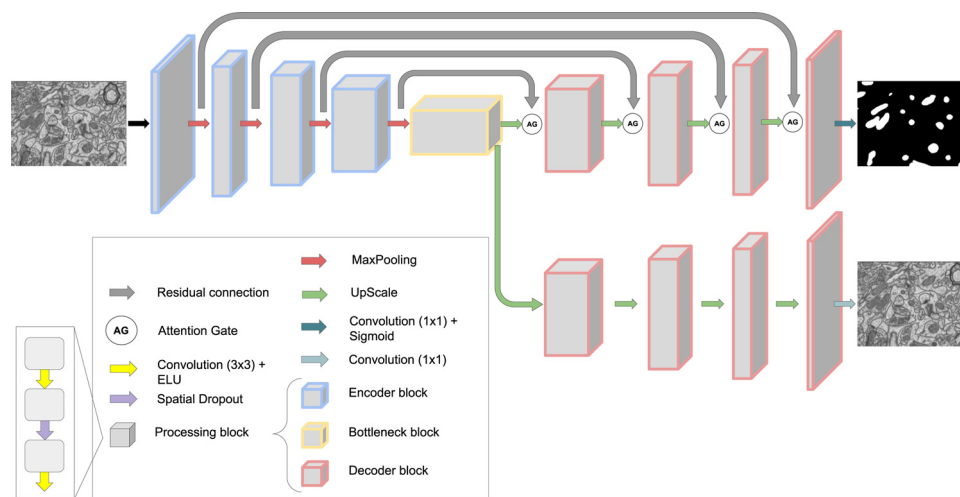 AG
AG
AG
AG
MaxPooling
Residual connection
UpScale
AG
Attention Gate
Convolution (1x1) +
Sigmoid
Convolution (3x3) +
ELU
Convolution (1x1)
Spatial Dropout
Encoder block
Processing block
Bottleneck block
Decoder block